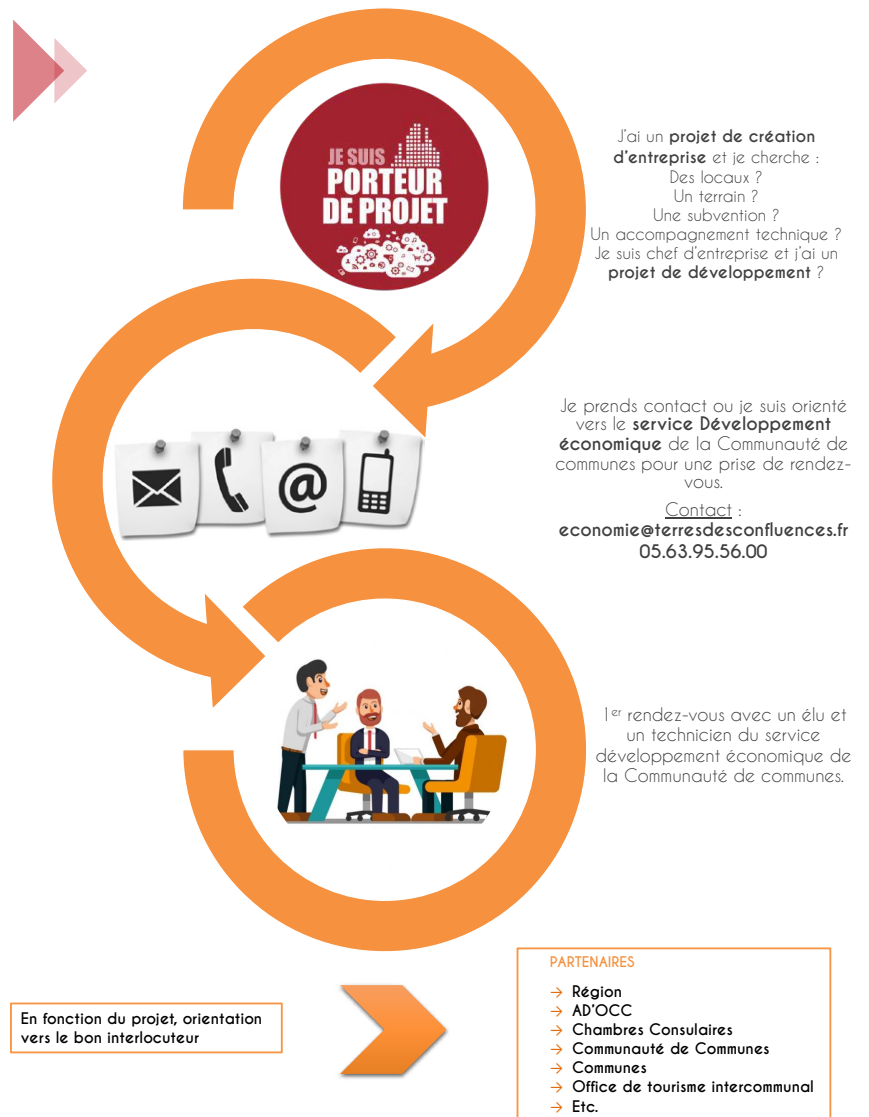 JE SUIS
PORTEUR
DE PROJET
J'ai un projet de création
d'entreprise et je cherche :
Des locaux ?
Un terrain ?
Une subvention ?
Un accompagnement technique ?
Je suis chef d'entreprise et j'ai un
projet de développement ?
Je prends contact ou je suis orienté
vers le service Développement
économique de la Communauté de
communes pour une prise de rendez-
vous.
Contact :
economie@terresdesconfluences.fr
05.63.95.56.00
@
1er rendez-vous avec un élu et
un technicien du service
développement économique de
la Communauté de communes.
En fonction du projet, orientation
vers le bon interlocuteur
PARTENAIRES
→ Région
→ AD'OCC
→ Chambres Consulaires
→ Communauté de Communes
→ Communes
→ Office de tourisme intercommunal
→ Etc.